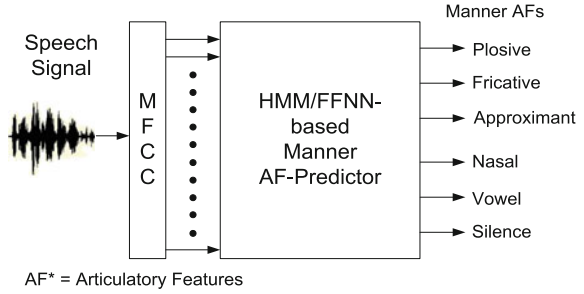 Manner AFs
Speech
Signal
M
F
C
C
HMM/FFNN-
based
Manner
AF-Predictor
Plosive
Fricative
Approximant
Nasal
Vowel
Silence
AF* = Articulatory Features